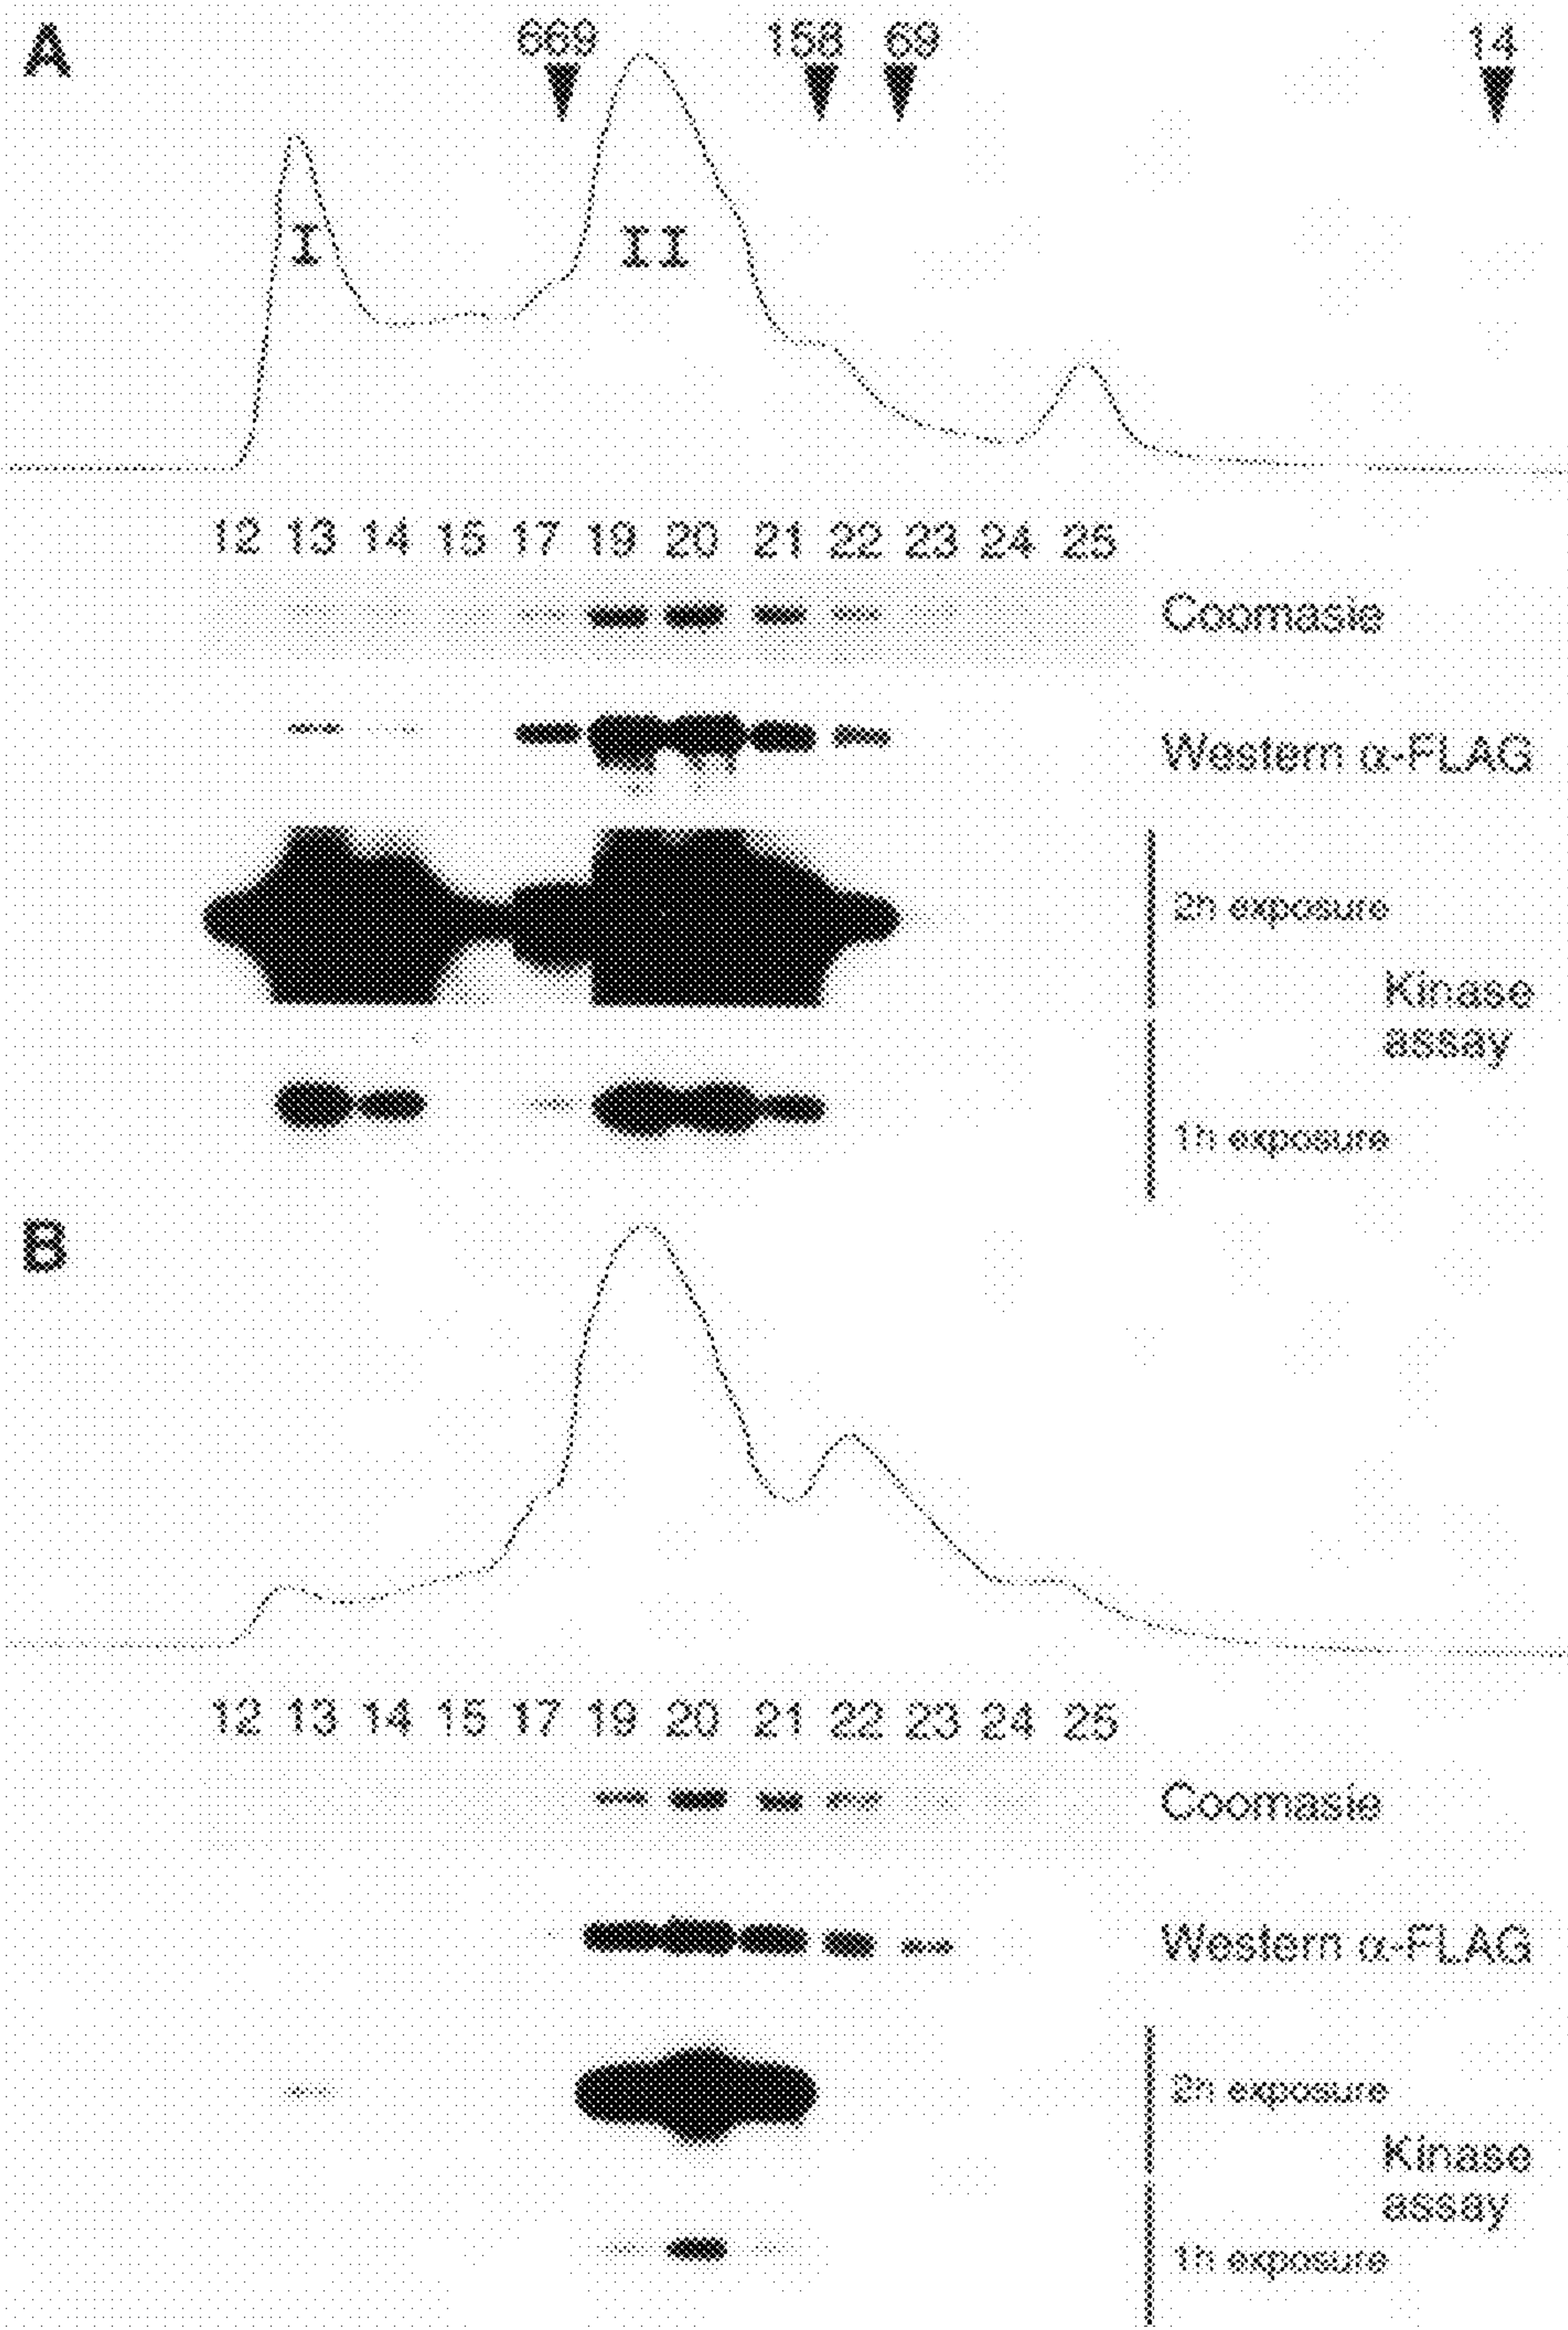 A
669 158 69 14
I II
12 13 14 15 17 19 20 21 22 23 24 25
Coomasie
Western α-FLAG
2h exposure
Kinase
assay
1h exposure
B
12 13 14 15 17 19 20 21 22 23 24 25
Coomasie
Western α-FLAG
2h exposure
Kinase
assay
1h exposure